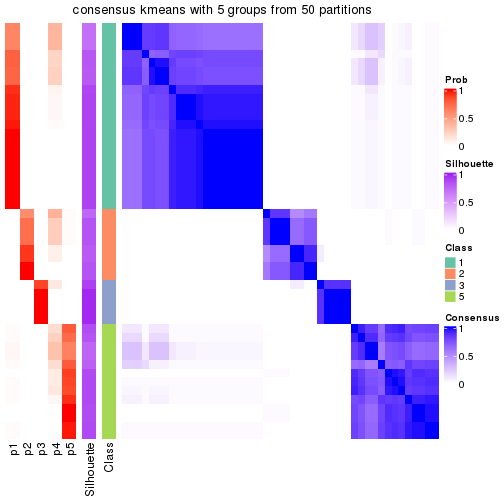 consensus kmeans with 5 groups from 50 partitions
Prob
1
0.5
0
Silhouette
1
0.5
0
Class
1
2
3
5
Consensus
1
0.5
0
p1
p2
p3
p4
p5
Silhouette
Class